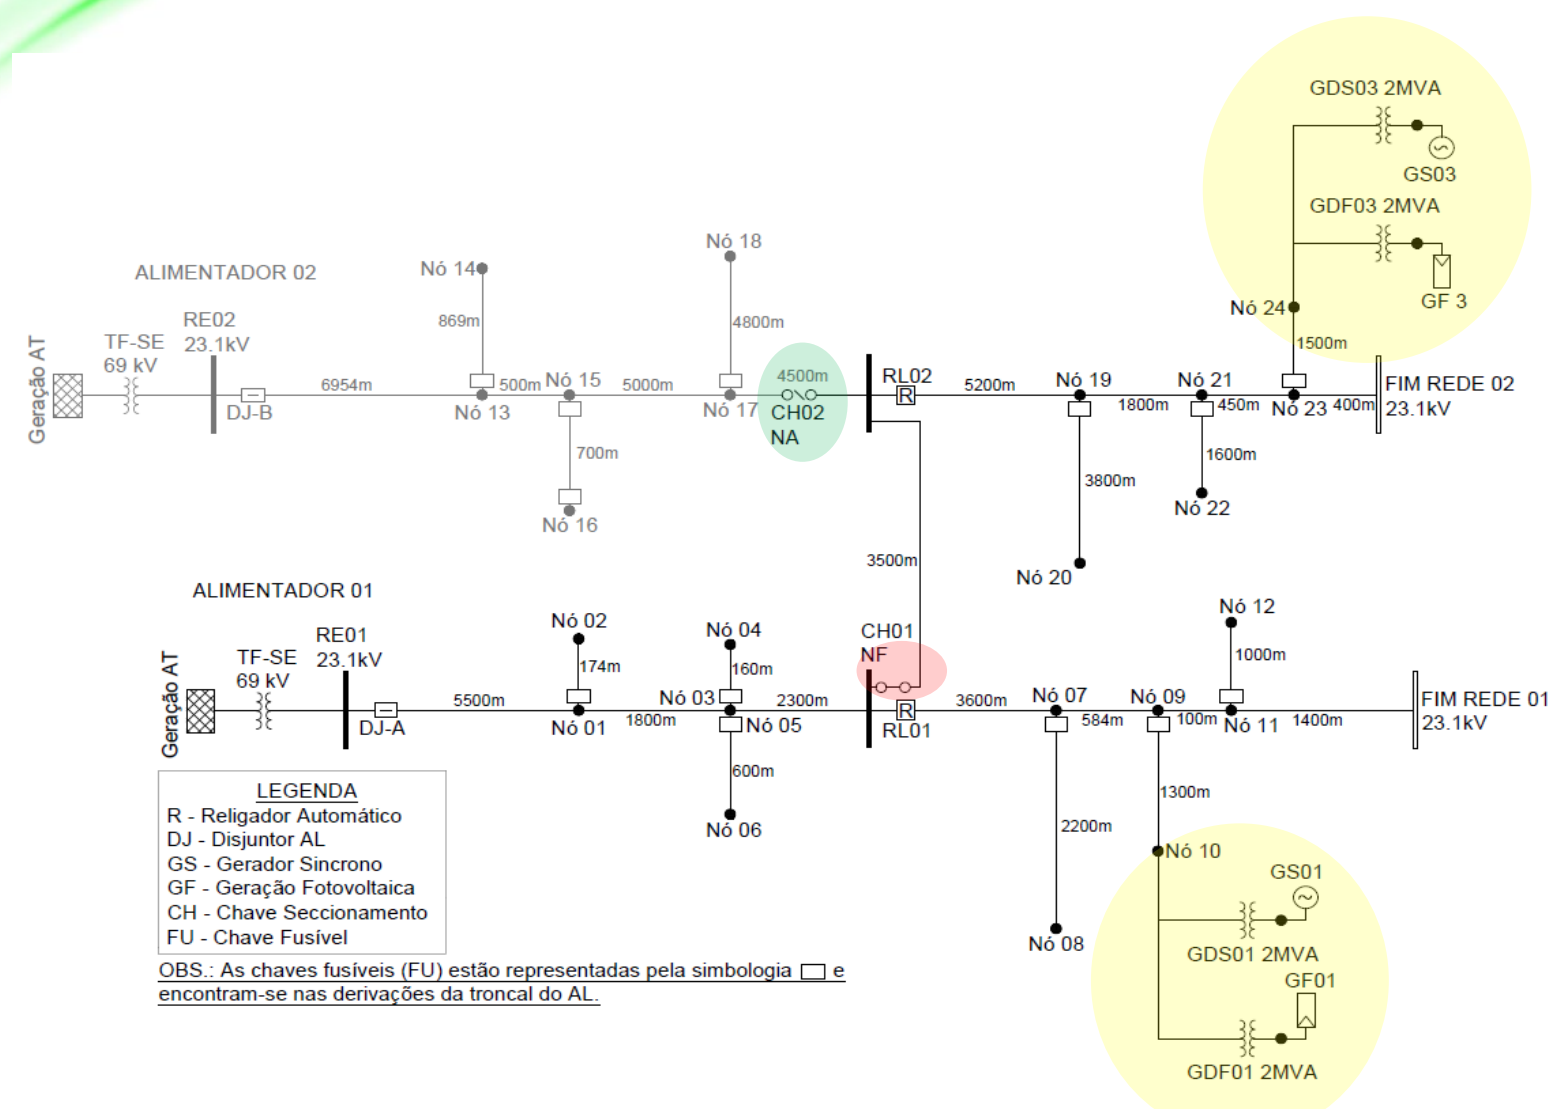 GDS03 2MVA
GS03
GDF03 2MVA
GF 3
Nó 24
1500m
Nó 18
ALIMENTADOR 02
Nó 14
RE02
23.1kV
TF-SE
69 kV
Geração AT
869m
4800m
6954m
DJ-B
500m
Nó 15
5000m
4500m
Nó 13
Nó 17
CH02
NA
RL02
R
5200m
Nó 19
1800m
Nó 21
450m
Nó 23
400m
FIM REDE 02
23.1kV
700m
Nó 16
3800m
1600m
Nó 22
3500m
Nó 20
ALIMENTADOR 01
RE01
23.1kV
TF-SE
69 kV
Geração AT
Nó 02
174m
Nó 04
160m
CH01
NF
Nó 12
1000m
5500m
DJ-A
Nó 01
1800m
Nó 03
2300m
Nó 05
R
RL01
3600m
Nó 07
584m
Nó 09
100m
Nó 11
1400m
FIM REDE 01
23.1kV
600m
Nó 06
2200m
Nó 08
1300m
Nó 10
GS01
GDS01 2MVA
GF01
GDF01 2MVA
LEGENDA
R - Religador Automático
DJ - Disjuntor AL
GS - Gerador Sincrono
GF - Geração Fotovoltaica
CH - Chave Seccionamento
FU - Chave Fusível
OBS.: As chaves fusíveis (FU) estão representadas pela simbologia e
encontram-se nas derivações da troncal do AL.